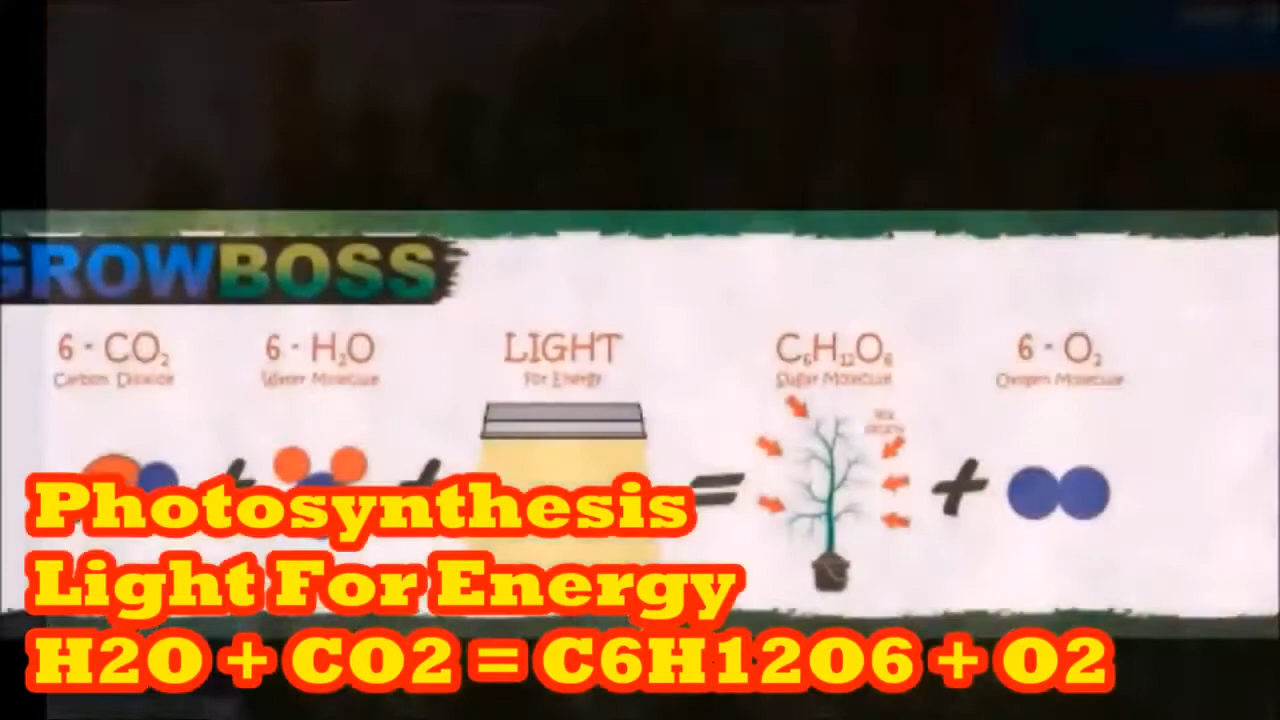 GROWBOSS
6 · CO₂ 6 · H₂O LIGHT C₆H₁₂O₆ 6 · O₂
Carbon Dioxide Water Molecule For Energy Sugar Molecule Oxygen Molecule
+ + = +
Photosynthesis
Light For Energy
H2O + CO2 = C6H12O6 + O2